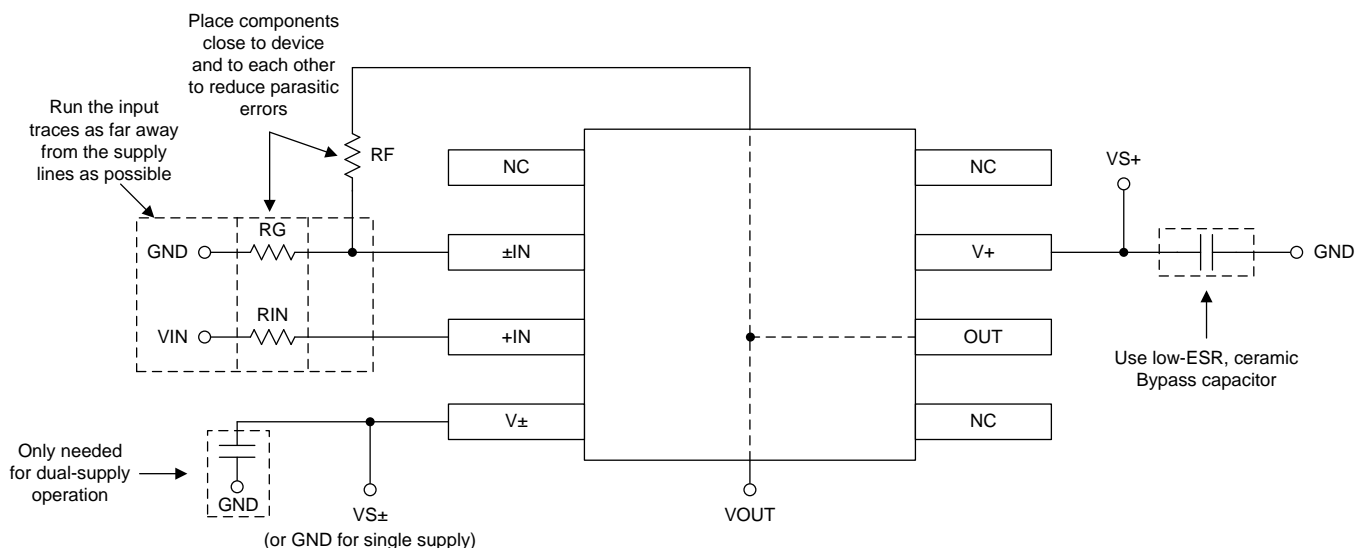 Place components
close to device
and to each other
to reduce parasitic
errors
Run the input
traces as far away
from the supply
lines as possible
RF
NC
NC
VS+
RG
GND
±IN
V+
GND
RIN
VIN
+IN
OUT
Use low-ESR, ceramic
Bypass capacitor
V±
NC
Only needed
for dual-supply
operation
GND
VS±
(or GND for single supply)
VOUT